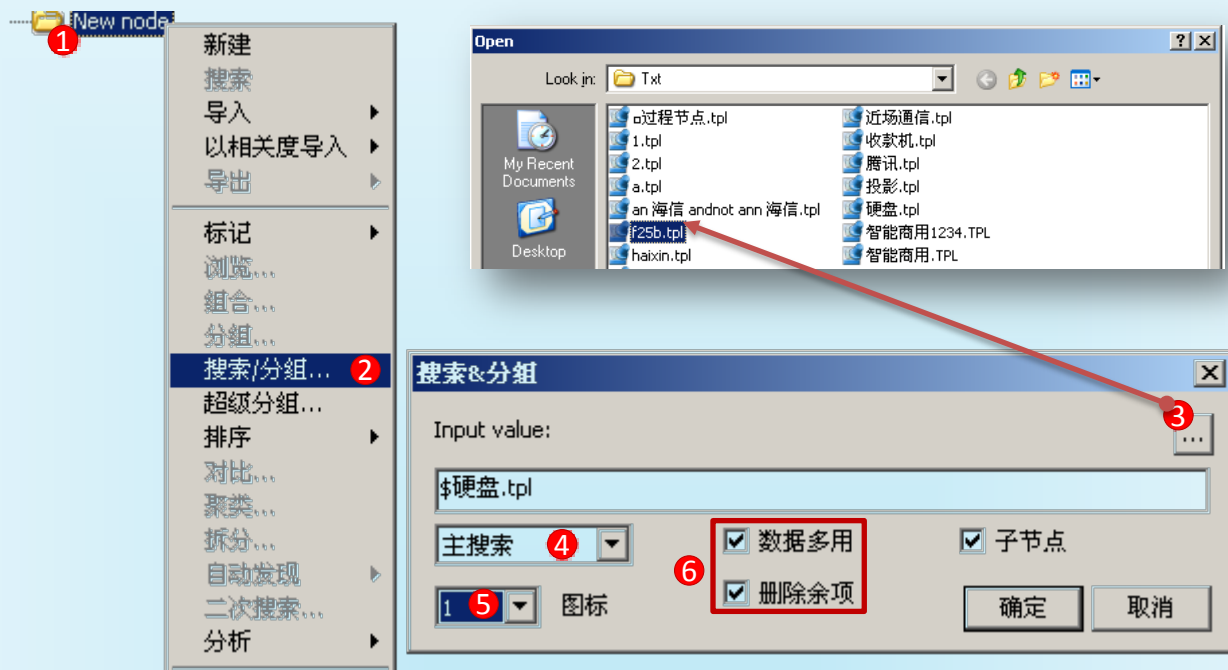 New node
1
新建
搜索
导入
以相关度导入
导出
标记
浏览...
组合...
分组...
搜索/分组... 2
超级分组...
排序
对比...
聚类...
拆分...
自动发现
二次搜索...
分析
Open
Look in: Txt
My Recent Documents
Desktop
过程节点.tpl
1.tpl
2.tpl
a.tpl
an 海信 andnot ann 海信.tpl
f25b.tpl
haixin.tpl
近场通信.tpl
收款机.tpl
腾讯.tpl
投影.tpl
硬盘.tpl
智能商用1234.TPL
智能商用.TPL
搜索&分组
3
Input value: ...
$硬盘.tpl
主搜索 4
数据多用
子节点
6
删除余项
1 5 图标
确定 取消